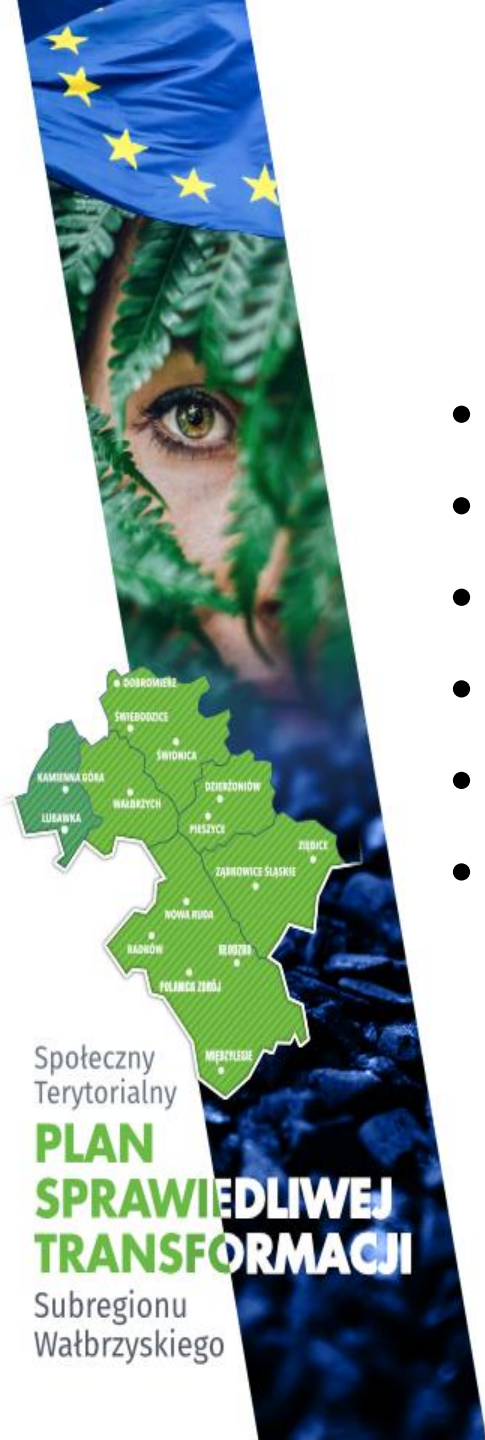 DOBROMIERZ
ŚWIEBODZICE
ŚWIDNICA
KAMIENNA GÓRA
DZIERŻONIÓW
WAŁBRZYCH
LUBAWKA
PIESZYCE
ZIĘBICE
ZĄBKOWICE ŚLĄSKIE
NOWA RUDA
RADKÓW
KŁODZKO
POLANICA ZDRÓJ
MIĘDZYLESIE
Społeczny
Terytorialny
PLAN
SPRAWIEDLIWEJ
TRANSFORMACJI
Subregionu
Wałbrzyskiego